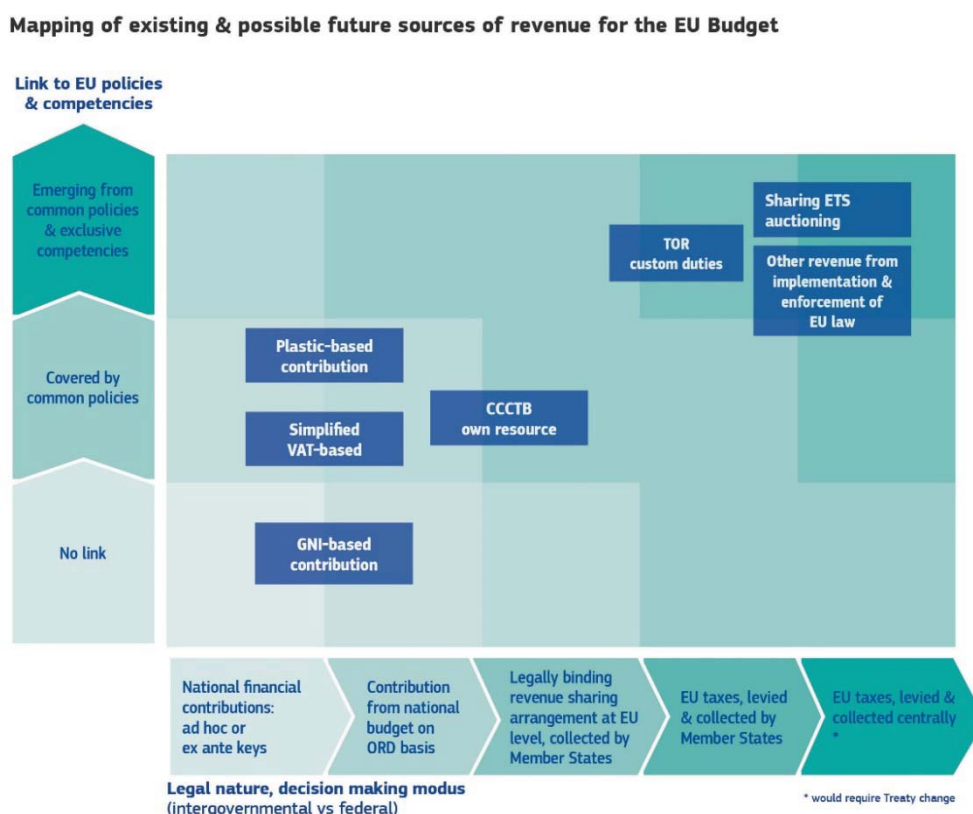 Mapping of existing & possible future sources of revenue for the EU Budget
Link to EU policies
& competencies
Emerging from
common policies
& exclusive
competencies
Sharing ETS
auctioning
TOR
custom duties
Other revenue from
implementation &
enforcement of
EU law
Plastic-based
contribution
Covered by
common policies
CCCTB
own resource
Simplified
VAT-based
No link
GNI-based
contribution
National financial
contributions:
ad hoc or
ex ante keys
Contribution
from national
budget on
ORD basis
Legally binding
revenue sharing
arrangement at EU
level, collected by
Member States
EU taxes, levied
& collected by
Member States
EU taxes, levied &
collected centrally
*
Legal nature, decision making modus
(intergovernmental vs federal)
* would require Treaty change